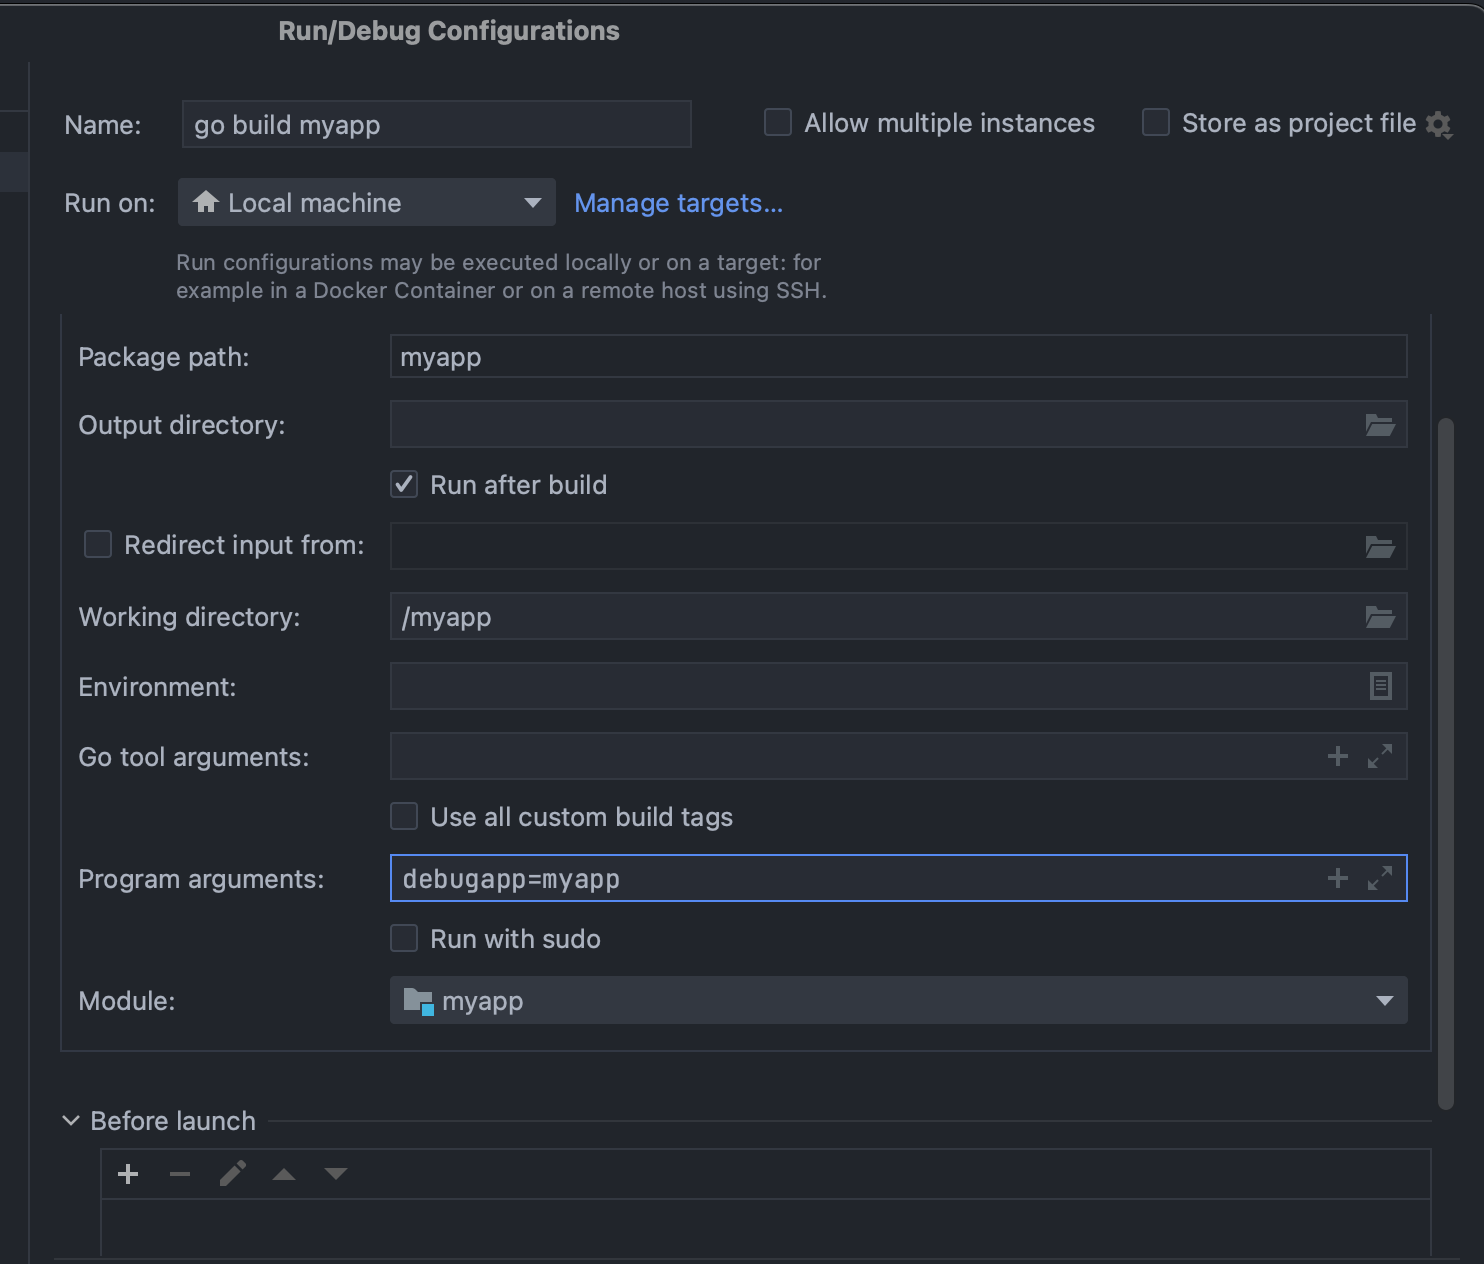 Run/Debug Configurations
Name: go build myapp Allow multiple instances Store as project file
Run on: Local machine Manage targets...
Run configurations may be executed locally or on a target: for
example in a Docker Container or on a remote host using SSH.
Package path: myapp
Output directory:
Run after build
Redirect input from:
Working directory: /myapp
Environment:
Go tool arguments:
Use all custom build tags
Program arguments: debugapp=myapp
Run with sudo
Module: myapp
Before launch